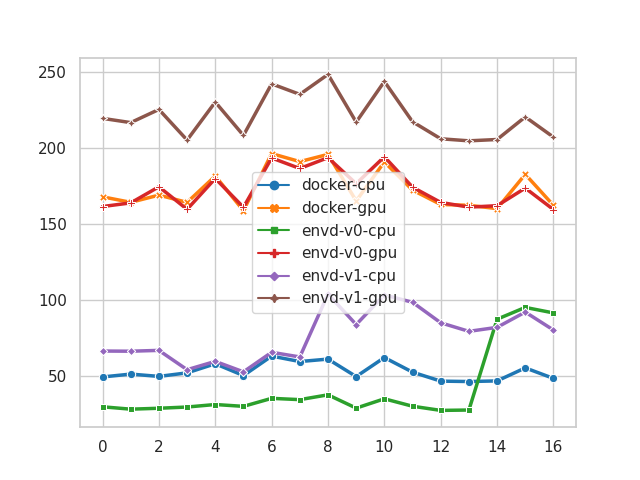 250
200
150
100
50
docker-cpu
docker-gpu
envd-v0-cpu
envd-v0-gpu
envd-v1-cpu
envd-v1-gpu
0 2 4 6 8 10 12 14 16